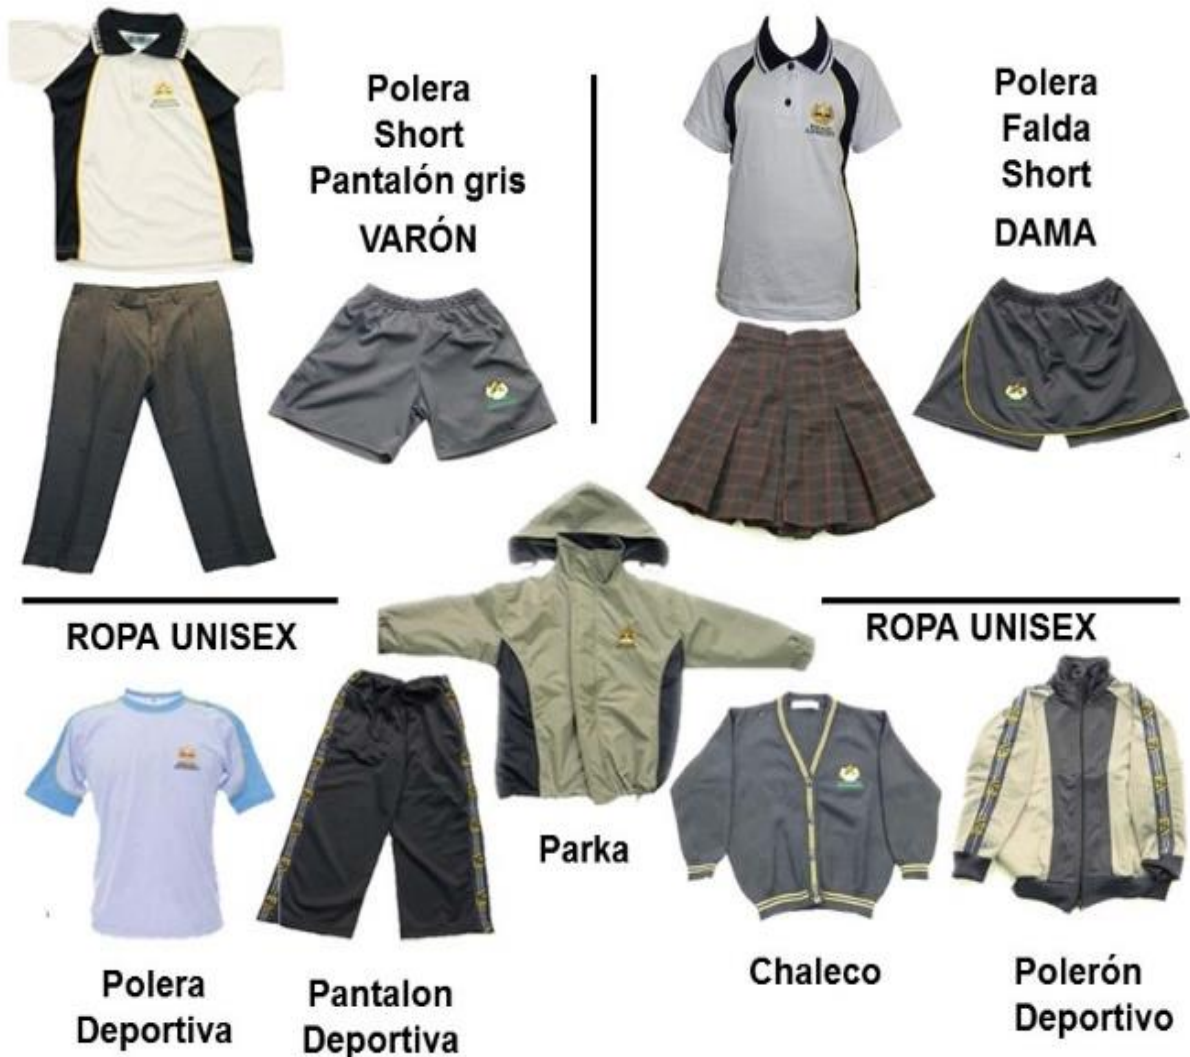 Polera
Short
Pantalón gris
VARÓN
Polera
Falda
Short
DAMA
ROPA UNISEX
ROPA UNISEX
Parka
Polera
Deportiva
Pantalon
Deportiva
Chaleco
Polerón
Deportivo